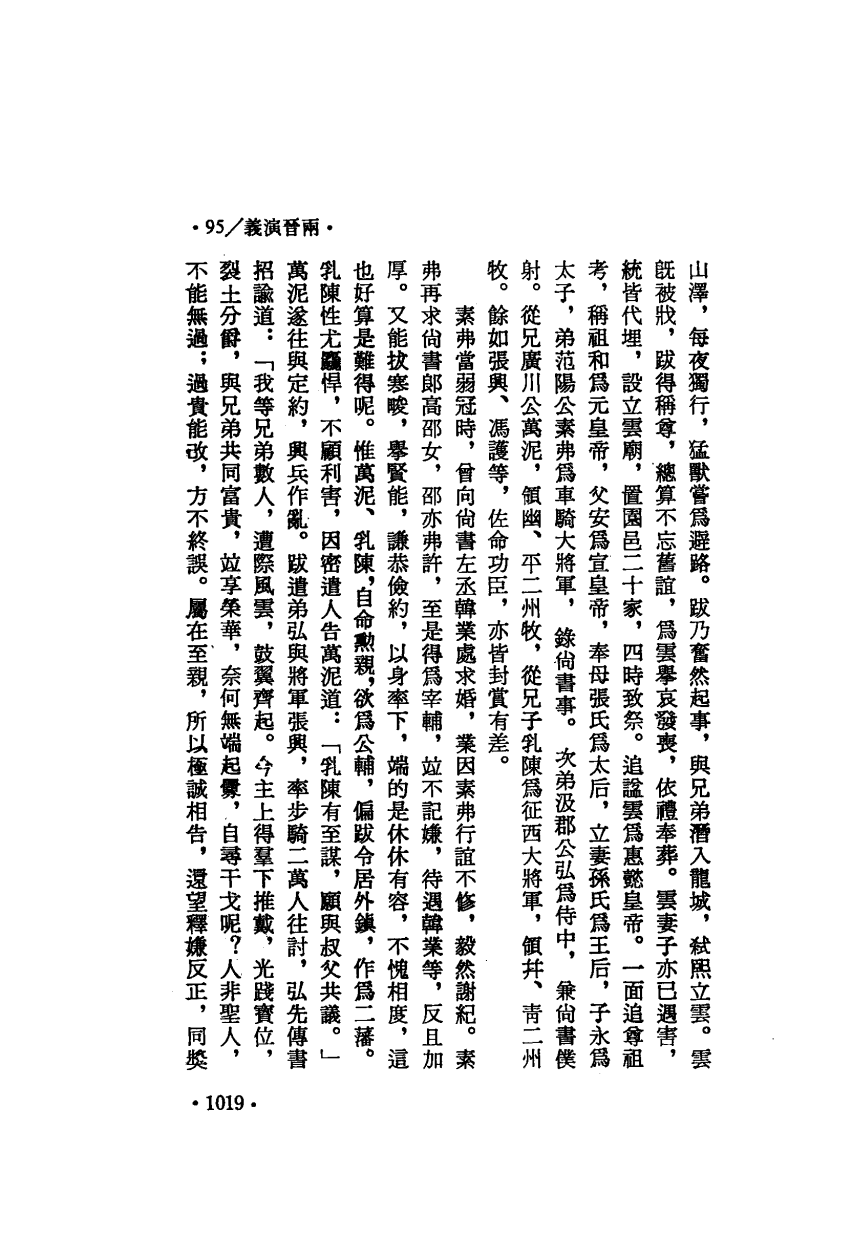 ·95/義演晉兩·
山澤，每夜獨行，猛獸嘗爲避路。跋乃奮然起事，與兄弟潛入龍城，弒熙立雲。雲
旣被戕，跋得稱尊，總算不忘舊誼，爲雲擧哀發喪，依禮奉葬。雲妻子亦已遇害，
統皆代埋，設立雲廟，置園邑二十家，四時致祭。追諡雲爲惠懿皇帝。一面追尊祖
考，稱祖和爲元皇帝，父安爲宣皇帝，奉母張氏爲太后，立妻孫氏爲王后，子永爲
太子，弟范陽公素弗爲車騎大將軍，錄尙書事。次弟汲郡公弘爲侍中，兼尙書僕
射。從兄廣川公萬泥，領幽、平二州牧，從兄子乳陳爲征西大將軍，領幷、靑二州
牧。餘如張興、馮護等，佐命功臣，亦皆封賞有差。
素弗當弱冠時，曾向尙書左丞韓業處求婚，業因素弗行誼不修，毅然謝紀。素
弗再求尙書郞高邵女，邵亦弗許，至是得爲宰輔，竝不記嫌，待遇韓業等，反且加
厚。又能拔寒畯，擧賢能，謙恭儉約，以身率下，端的是休休有容，不愧相度，這
也好算是難得呢。惟萬泥、乳陳，自命勳親，欲爲公輔，偏跋令居外鎭，作爲二藩。
乳陳性尤麤悍，不顧利害，因密遣人告萬泥道：「乳陳有至謀，願與叔父共議。」
萬泥遂往與定約，興兵作亂。跋遣弟弘與將軍張興，率步騎二萬人往討，弘先傳書
招諭道：「我等兄弟數人，遭際風雲，鼓翼齊起。今主上得羣下推戴，光踐寶位，
裂土分爵，與兄弟共同富貴，竝享榮華，奈何無端起釁，自尋干戈呢？人非聖人，
不能無過；過貴能改，方不終誤。屬在至親，所以極誠相告，還望釋嫌反正，同奬
·1019·